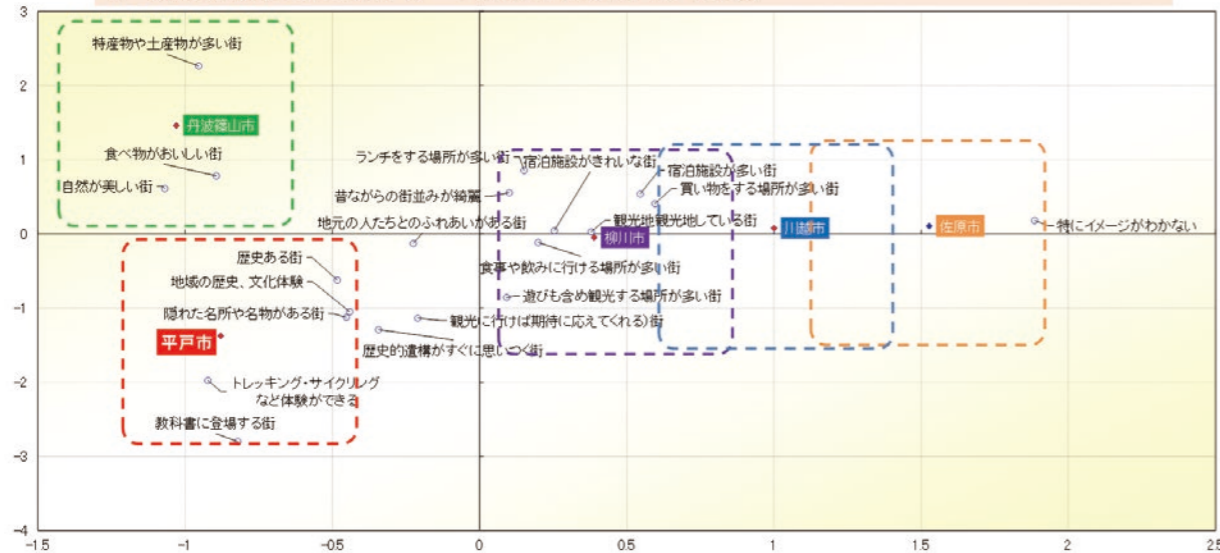 3
特産物や土産物が多い街
2
丹波篠山市
食べ物がおいしい街
1
自然が美しい街
ランチをする場所が多い街
宿泊施設がきれいな街
宿泊施設が多い街
昔ながらの街並みが綺麗
買い物をする場所が多い街
地元の人たちとのふれあいがある街
観光地観光地している街
0
柳川市
川越市
佐原市
特にイメージがわかない
歴史ある街
食事や飲みに行ける場所が多い街
地域の歴史、文化体験
遊びも含め観光する場所が多い街
-1
隠れた名所や名物がある街
観光に行けば期待に応えてくれる)街
平戸市
歴史的遺構がすぐに思いつく街
-2
トレッキング・サイクリング
など体験ができる
教科書に登場する街
-3
-4
-1.5
-1
-0.5
0
0.5
1
1.5
2
2.5